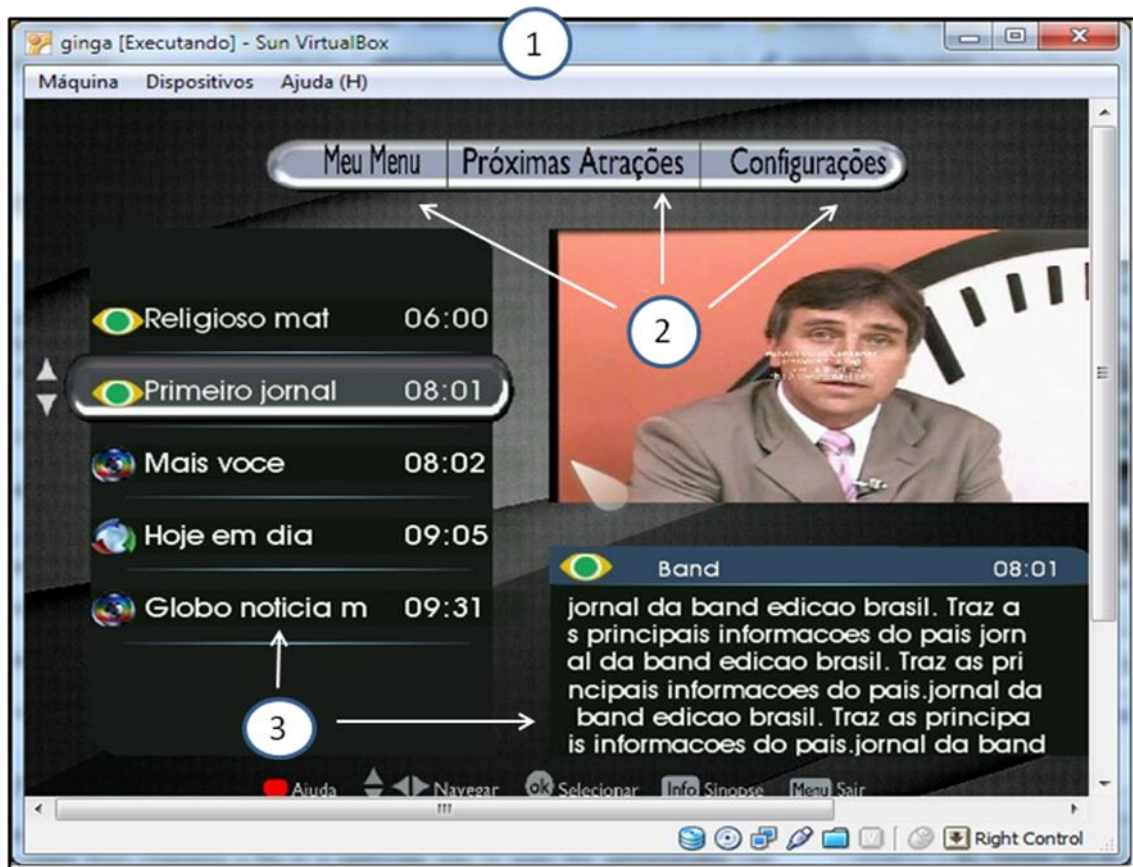 ginga [Executando] - Sun VirtualBox
1
Máquina Dispositivos Ajuda (H)
Meu Menu Próximas Atrações Configurações
2
Religioso mat 06:00
Primeiro jornal 08:01
Mais voce 08:02
Hoje em dia 09:05
Globo noticia m 09:31
3
Band 08:01
jornal da band edicao brasil. Traz a
s principais informacoes do pais jorn
al da band edicao brasil. Traz as pri
ncipais informacoes do pais.jornal da
band edicao brasil. Traz as principa
is informacoes do pais.jornal da band
Ajuda Navegar ok Selecionar Info Sinopse Menu Sair
Right Control